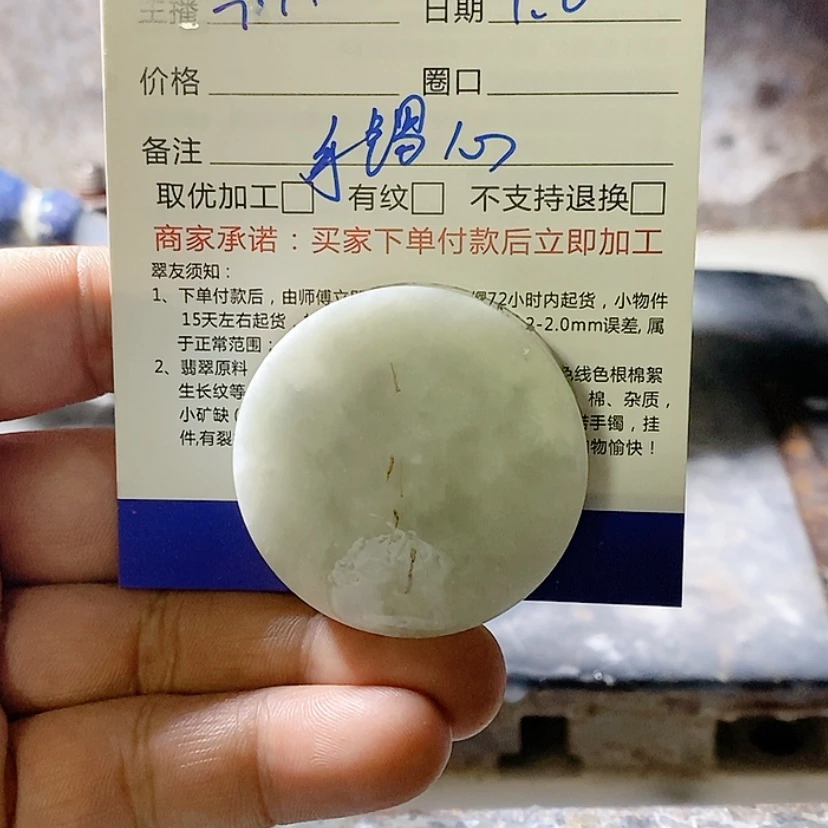 主播 日期
价格 圈口
备注 手镯心
取优加工 有纹 不支持退换
商家承诺：买家下单付款后立即加工
翠友须知：
1、下单付款后，由师傅 72小时内起货，小物件
15天左右起货 2-2.0mm误差,属
于正常范围；
2、翡翠原料 色线色根棉絮
生长纹等 棉、杂质，
小矿缺 手镯，挂
件,有裂 物愉快！